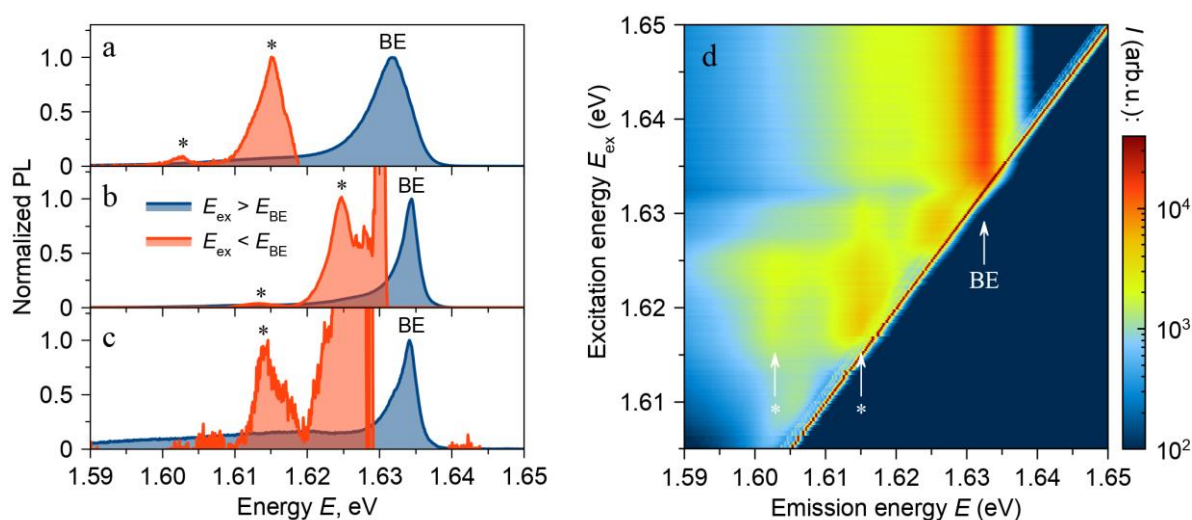 a
*
*
BE
1.0
0.5
0
b
*
*
BE
E_ex > E_BE
E_ex < E_BE
1.0
0.5
0
c
*
BE
1.0
0.5
0
Normalized PL
1.59 1.60 1.61 1.62 1.63 1.64 1.65
Energy E, eV
d
1.65
1.64
1.63
1.62
1.61
Excitation energy E_ex (eV)
BE
* *
1.59 1.60 1.61 1.62 1.63 1.64 1.65
Emission energy E (eV)
I (arb.u.):
10^4
10^3
10^2